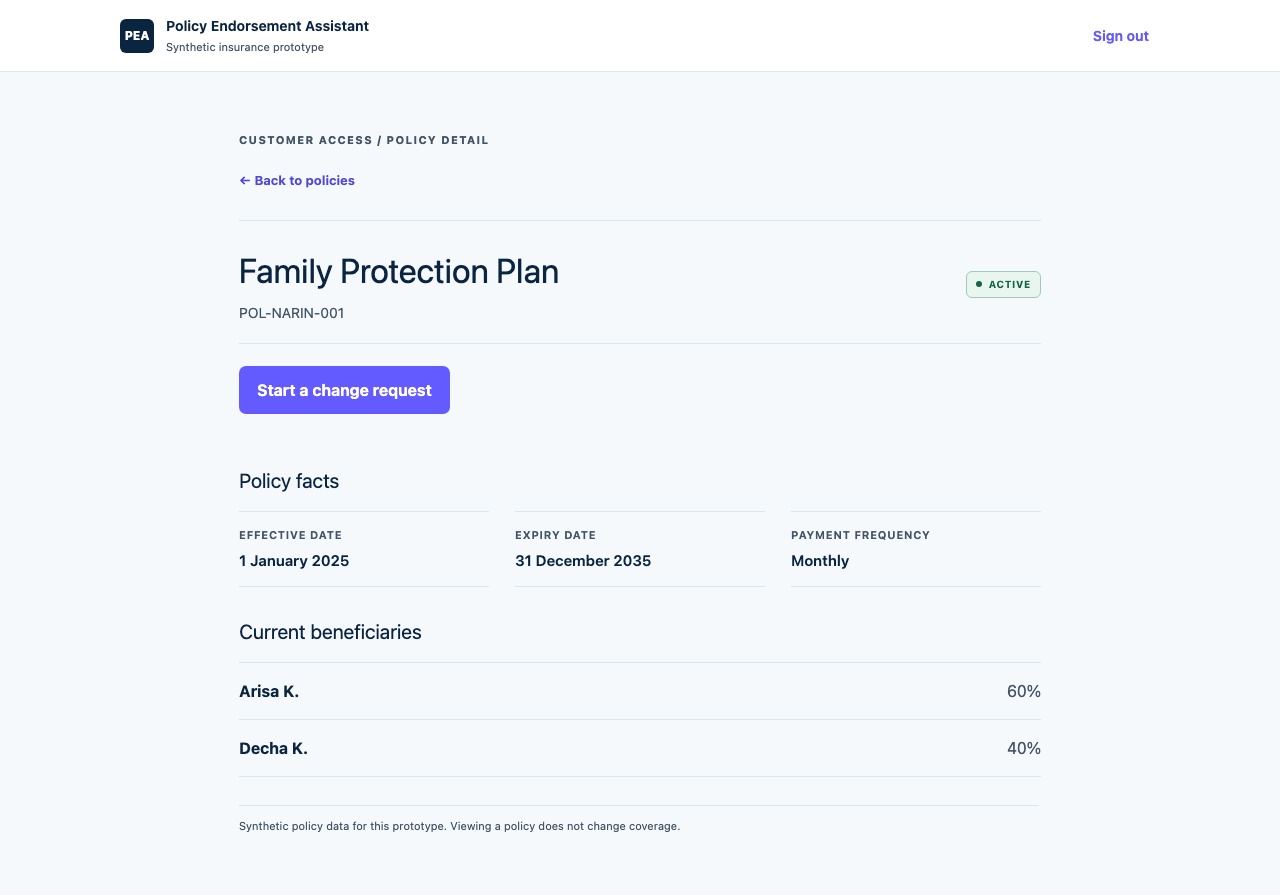 PEA
Policy Endorsement Assistant
Synthetic insurance prototype
Sign out
CUSTOMER ACCESS / POLICY DETAIL
← Back to policies
Family Protection Plan
POL-NARIN-001
ACTIVE
Start a change request
Policy facts
EFFECTIVE DATE
1 January 2025
EXPIRY DATE
31 December 2035
PAYMENT FREQUENCY
Monthly
Current beneficiaries
Arisa K. 60%
Decha K. 40%
Synthetic policy data for this prototype. Viewing a policy does not change coverage.